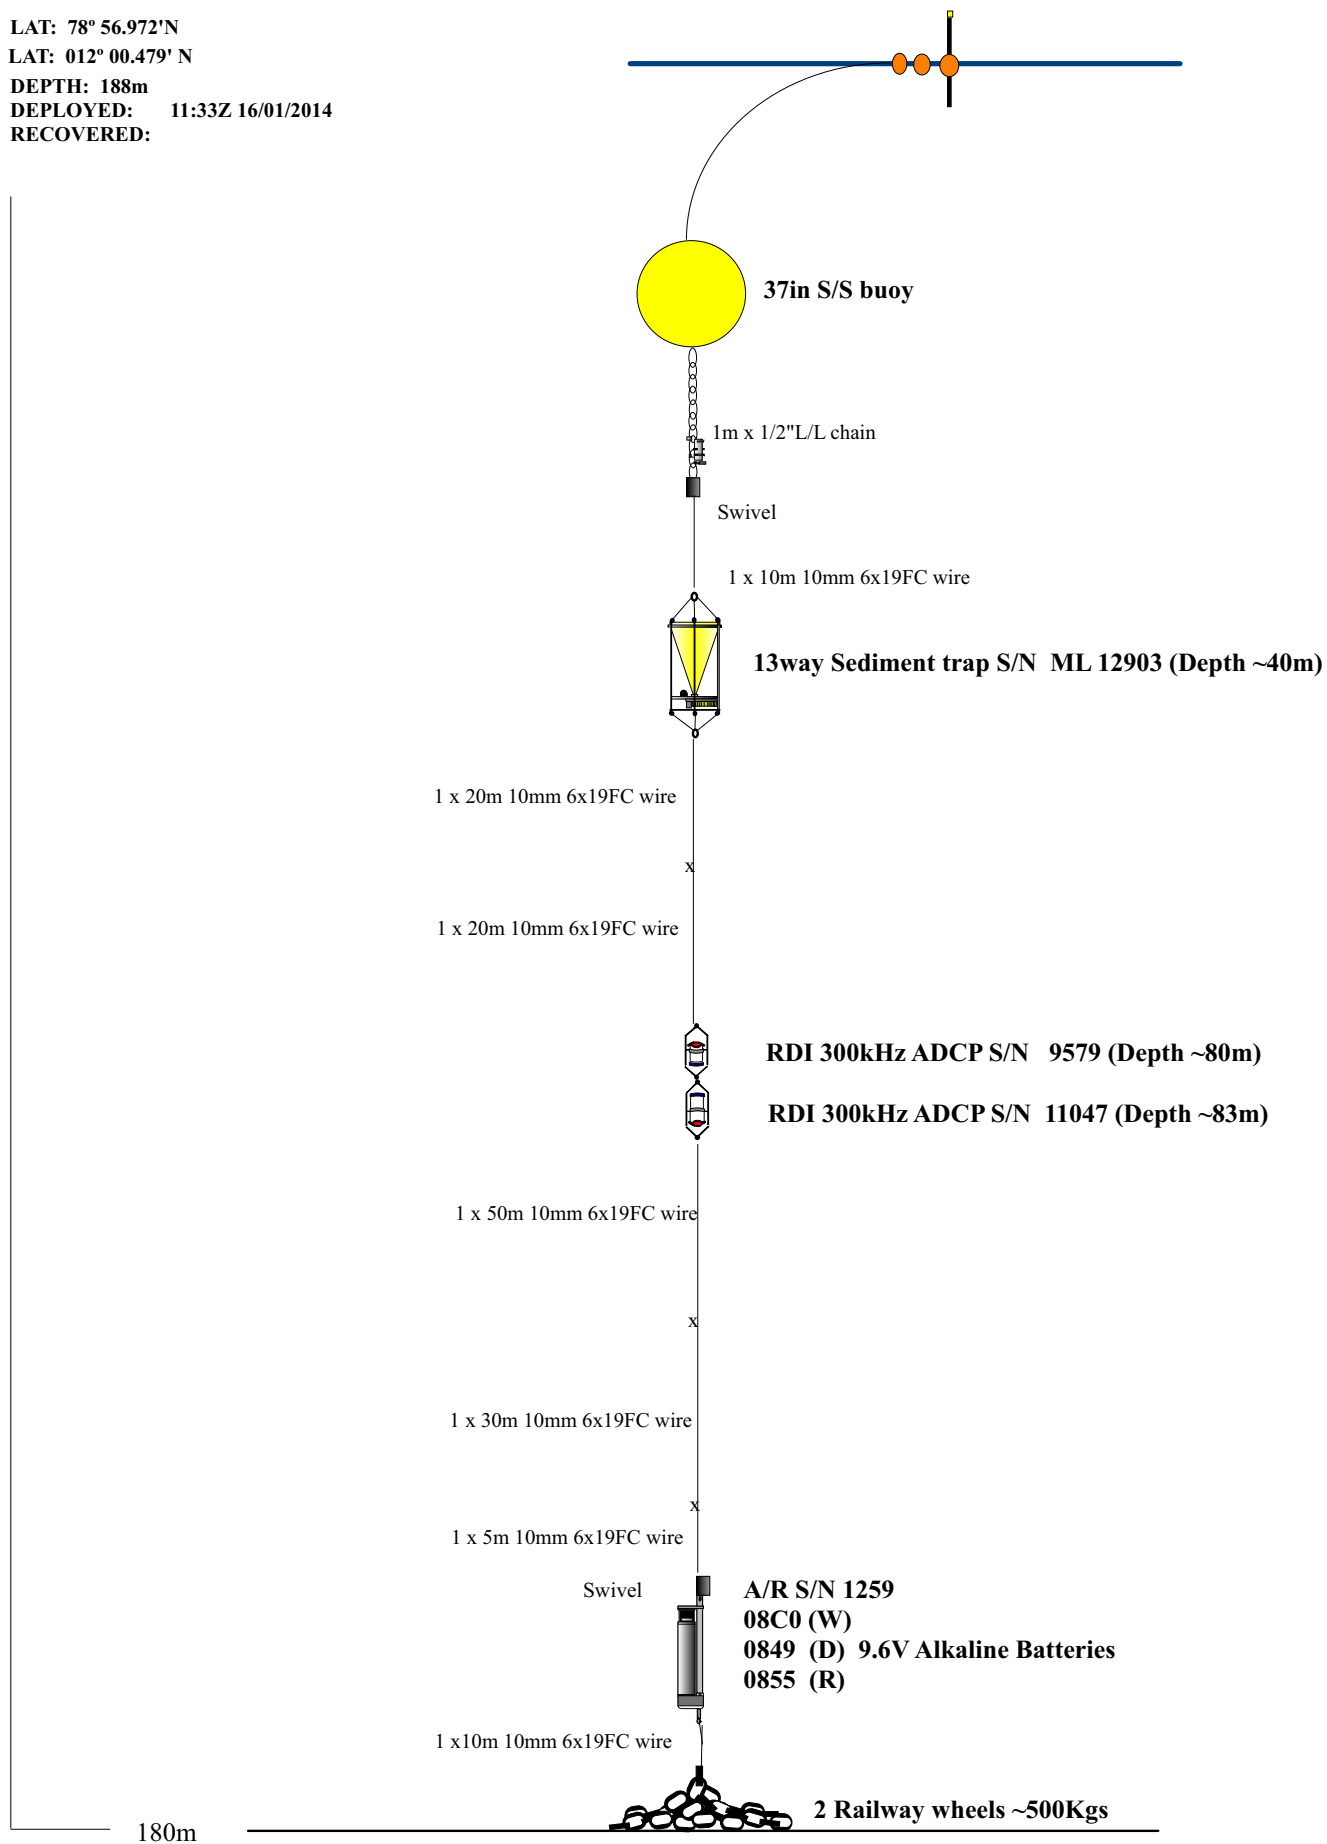 LAT: 78º 56.972'N
LAT: 012º 00.479' N
DEPTH: 188m
DEPLOYED: 11:33Z 16/01/2014
RECOVERED:
37in S/S buoy
1m x 1/2"L/L chain
Swivel
1 x 10m 10mm 6x19FC wire
13way Sediment trap S/N ML 12903 (Depth ~40m)
1 x 20m 10mm 6x19FC wire
x
1 x 20m 10mm 6x19FC wire
RDI 300kHz ADCP S/N 9579 (Depth ~80m)
RDI 300kHz ADCP S/N 11047 (Depth ~83m)
1 x 50m 10mm 6x19FC wire
x
1 x 30m 10mm 6x19FC wire
x
1 x 5m 10mm 6x19FC wire
Swivel
A/R S/N 1259
08C0 (W)
0849 (D) 9.6V Alkaline Batteries
0855 (R)
1 x10m 10mm 6x19FC wire
2 Railway wheels ~500Kgs
180m